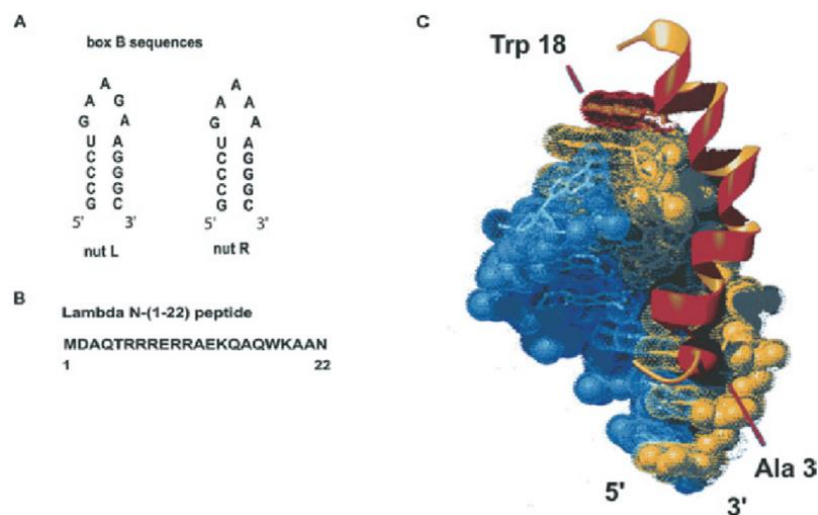 A
box B sequences
A
A G
G A
U A
C G
C G
C G
G C
5' 3'
nut L
A
A A
G A
U A
C G
C G
C G
G C
5' 3'
nut R
B
Lambda N-(1-22) peptide
MDAQTRRRERRAEKQAQWKAAN
1 22
C
Trp 18
Ala 3
5' 3'